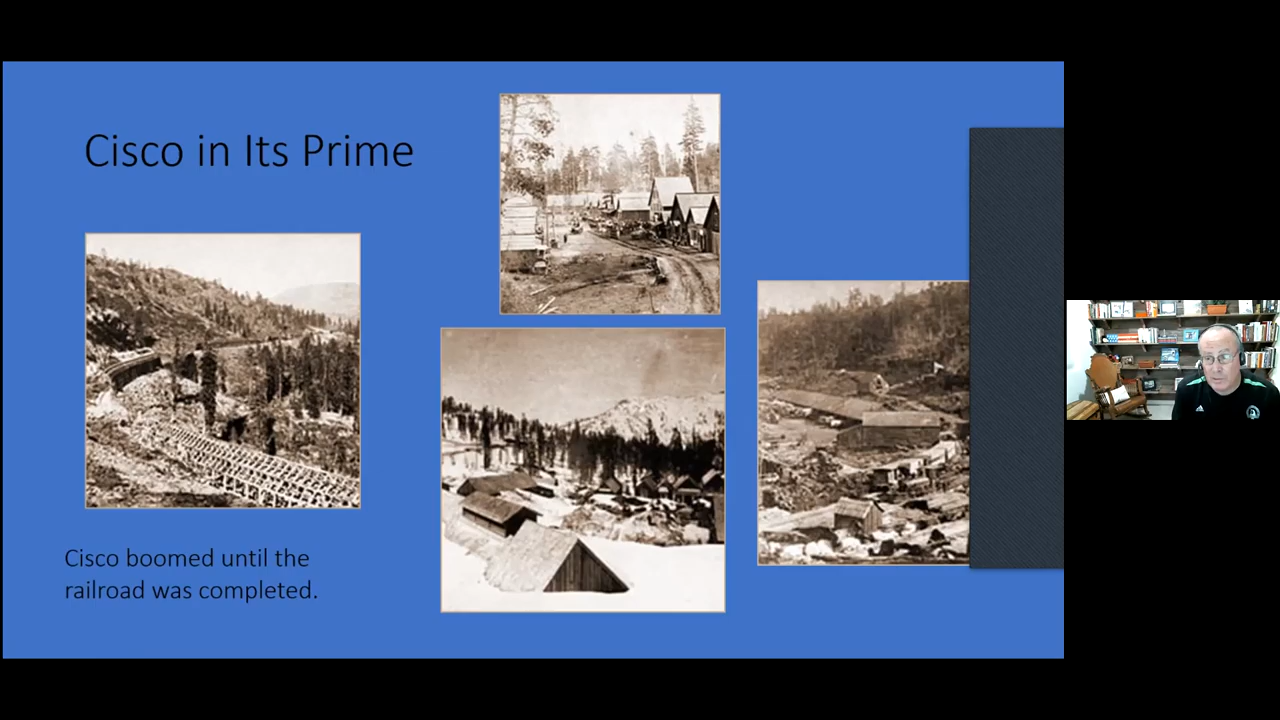 Cisco in Its Prime
Cisco boomed until the
railroad was completed.